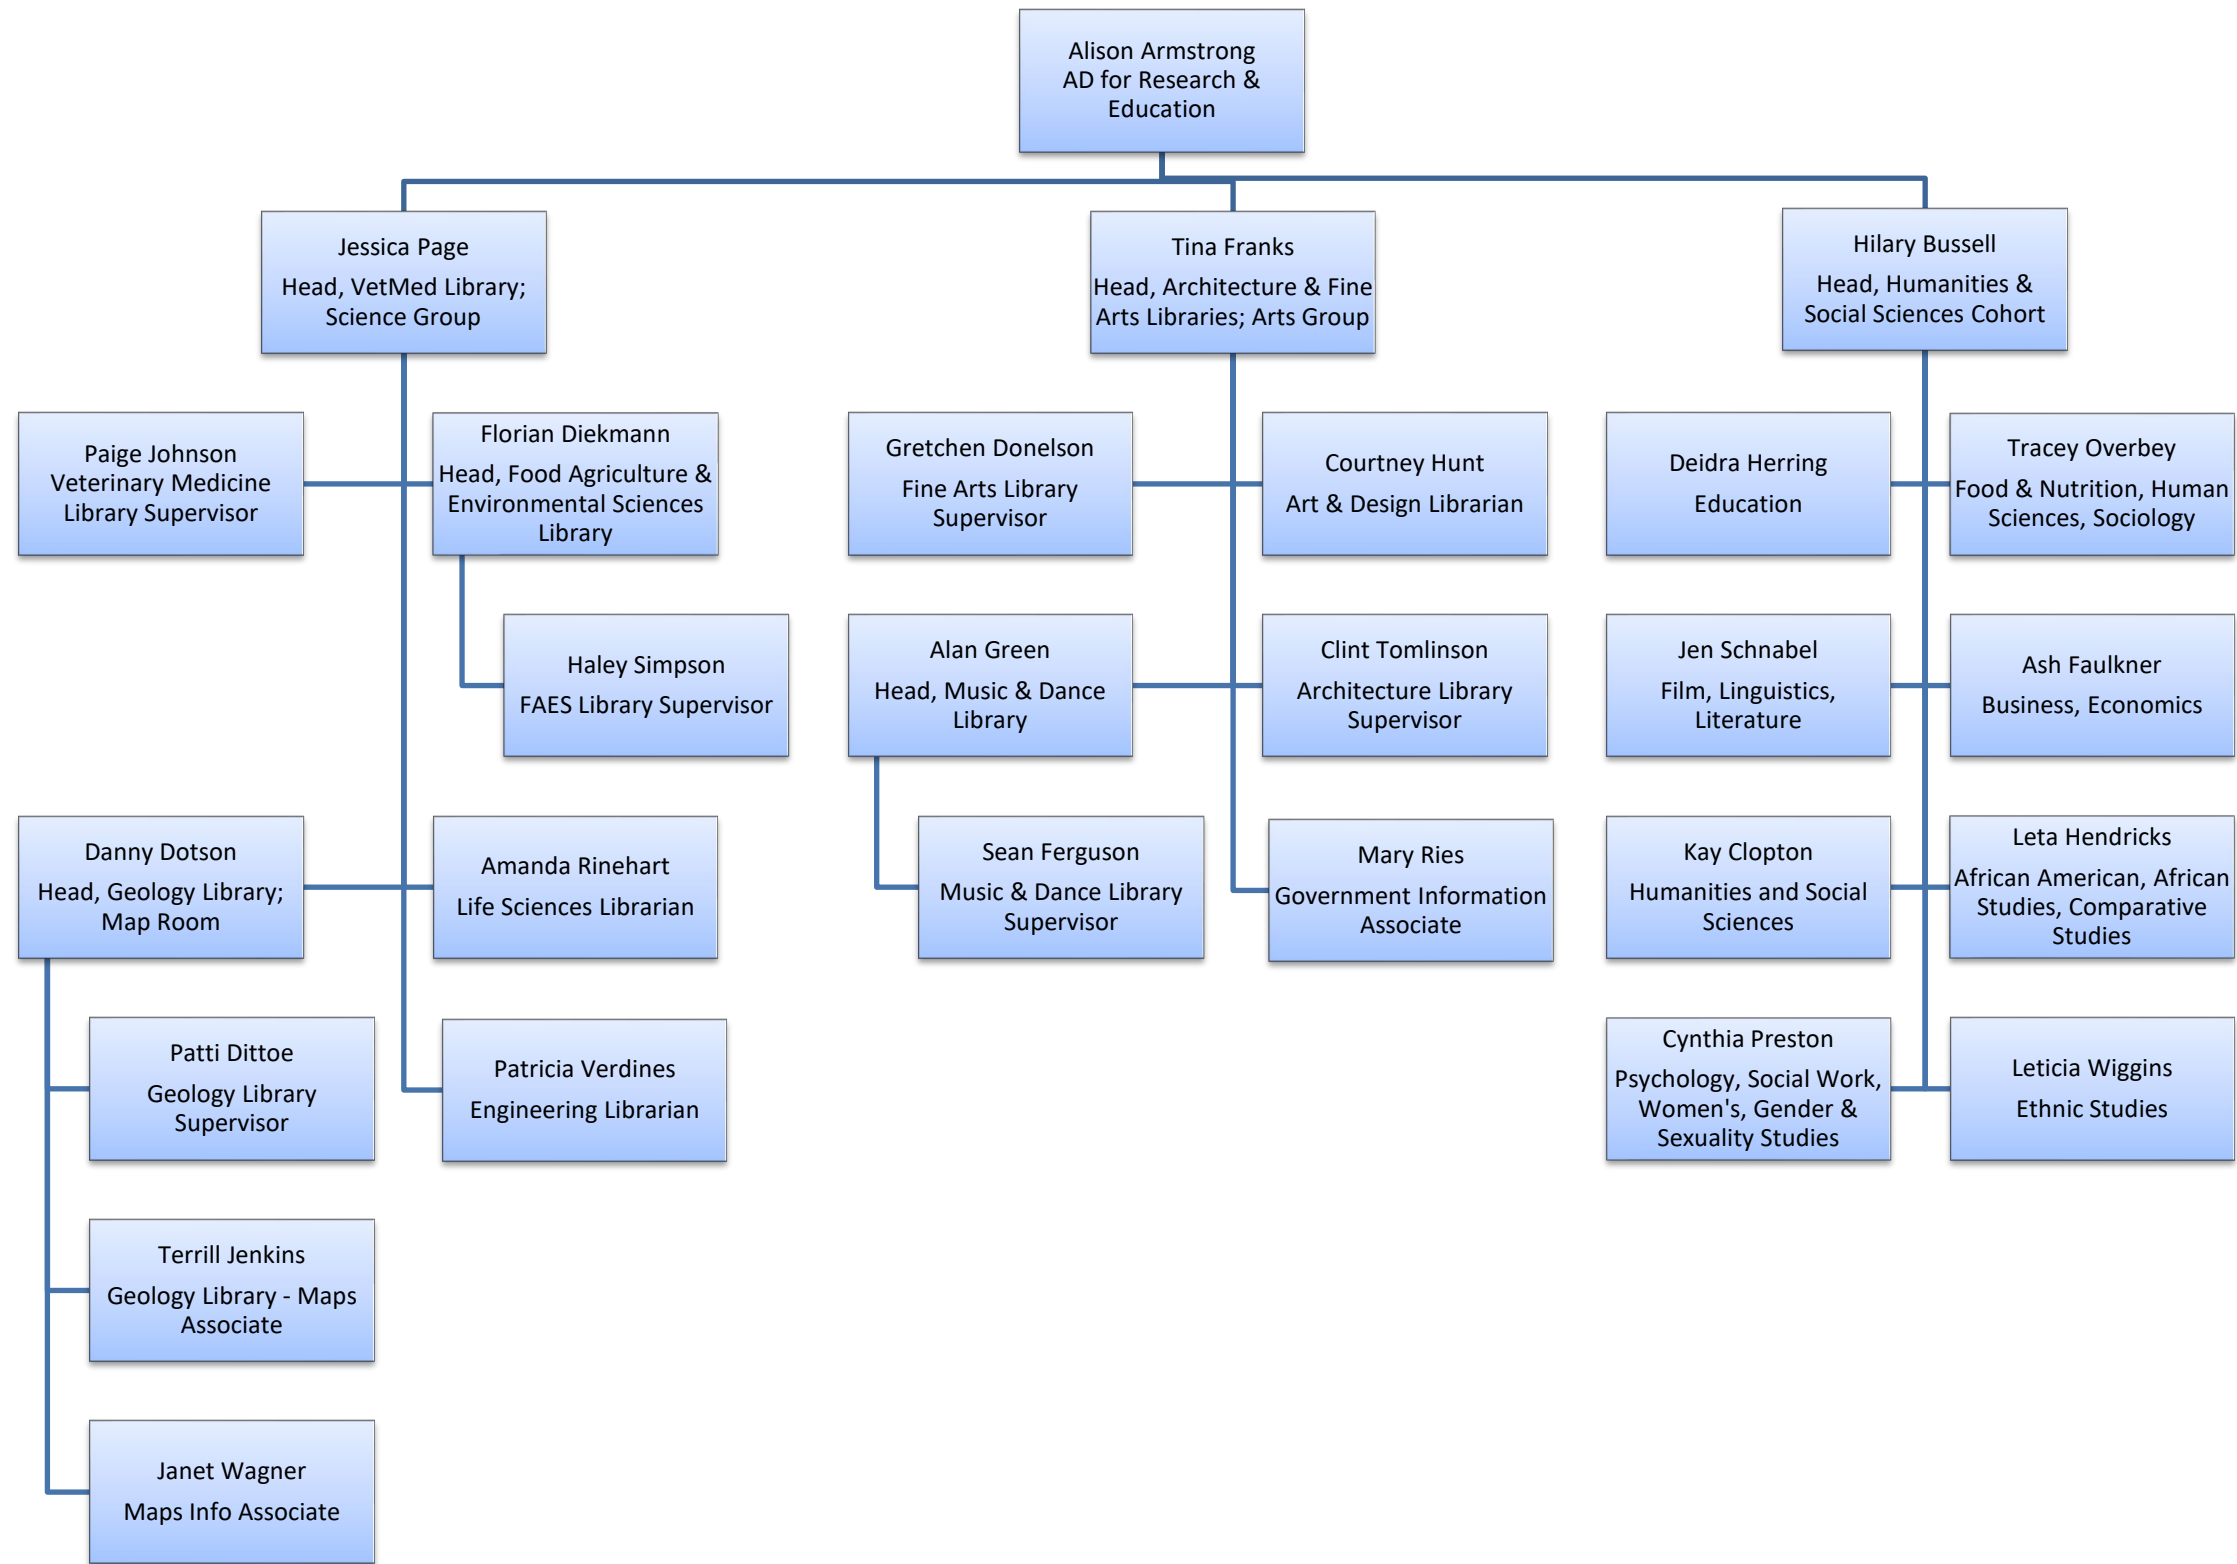 Alison Armstrong
AD for Research &
Education
Jessica Page
Head, VetMed Library;
Science Group
Tina Franks
Head, Architecture & Fine
Arts Libraries; Arts Group
Hilary Bussell
Head, Humanities &
Social Sciences Cohort
Paige Johnson
Veterinary Medicine
Library Supervisor
Florian Diekmann
Head, Food Agriculture &
Environmental Sciences
Library
Haley Simpson
FAES Library Supervisor
Danny Dotson
Head, Geology Library;
Map Room
Amanda Rinehart
Life Sciences Librarian
Patti Dittoe
Geology Library
Supervisor
Patricia Verdines
Engineering Librarian
Terrill Jenkins
Geology Library - Maps
Associate
Janet Wagner
Maps Info Associate
Gretchen Donelson
Fine Arts Library
Supervisor
Courtney Hunt
Art & Design Librarian
Alan Green
Head, Music & Dance
Library
Clint Tomlinson
Architecture Library
Supervisor
Sean Ferguson
Music & Dance Library
Supervisor
Mary Ries
Government Information
Associate
Deidra Herring
Education
Tracey Overbey
Food & Nutrition, Human
Sciences, Sociology
Jen Schnabel
Film, Linguistics,
Literature
Ash Faulkner
Business, Economics
Kay Clopton
Humanities and Social
Sciences
Leta Hendricks
African American, African
Studies, Comparative
Studies
Cynthia Preston
Psychology, Social Work,
Women's, Gender &
Sexuality Studies
Leticia Wiggins
Ethnic Studies